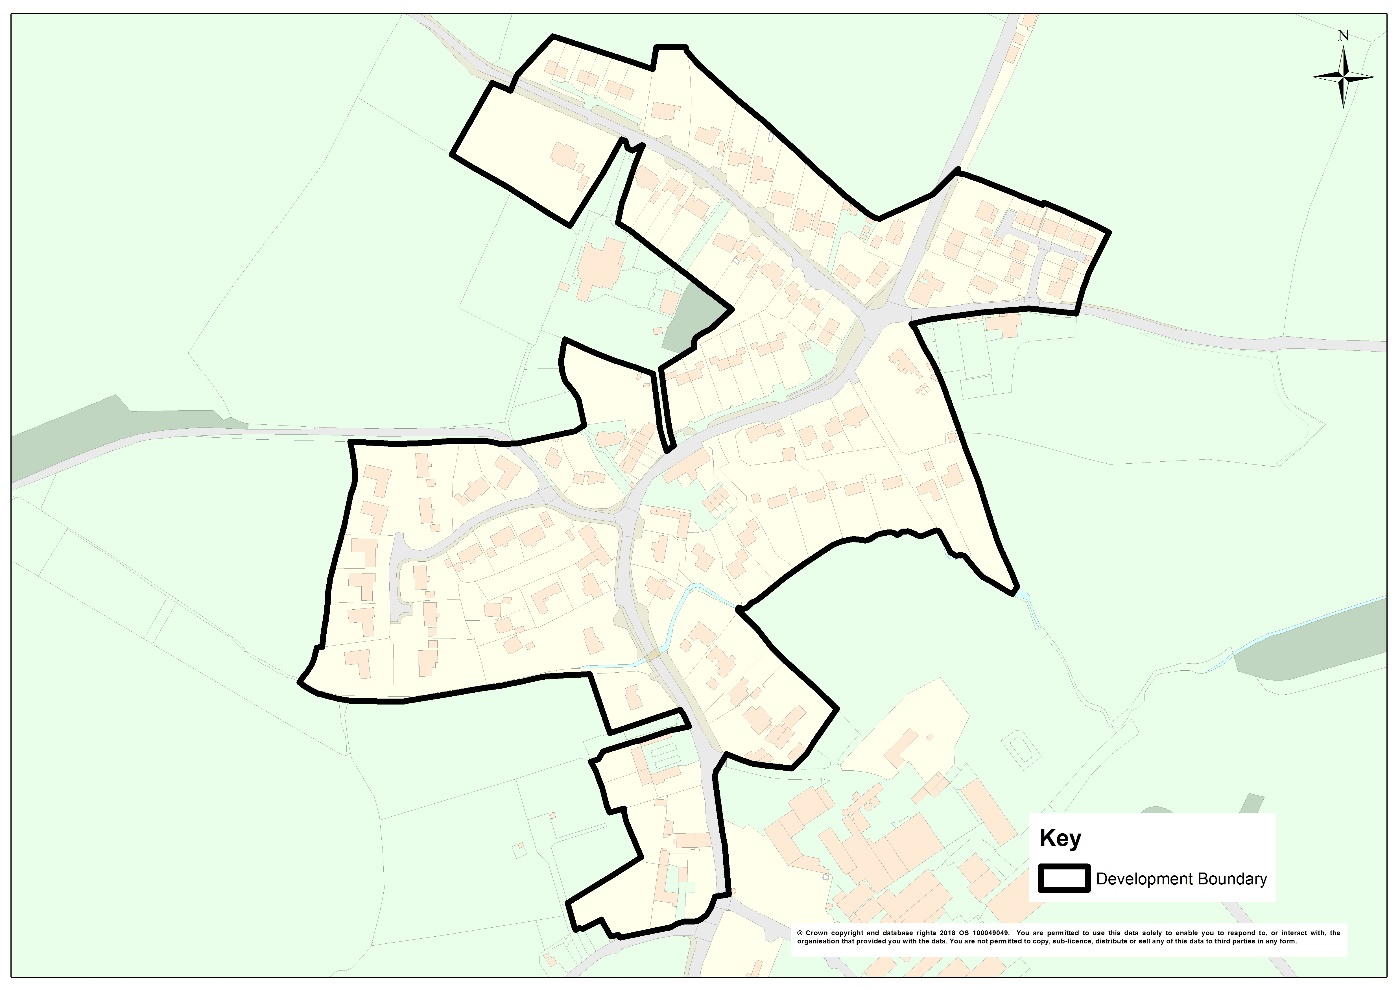 N
Key
Development Boundary
© Crown copyright and database rights 2018 OS 100049049. You are permitted to use this data solely to enable you to respond to, or interact with, the
organisation that provided you with the data. You are not permitted to copy, sub-licence, distribute or sell any of this data to third parties in any form.